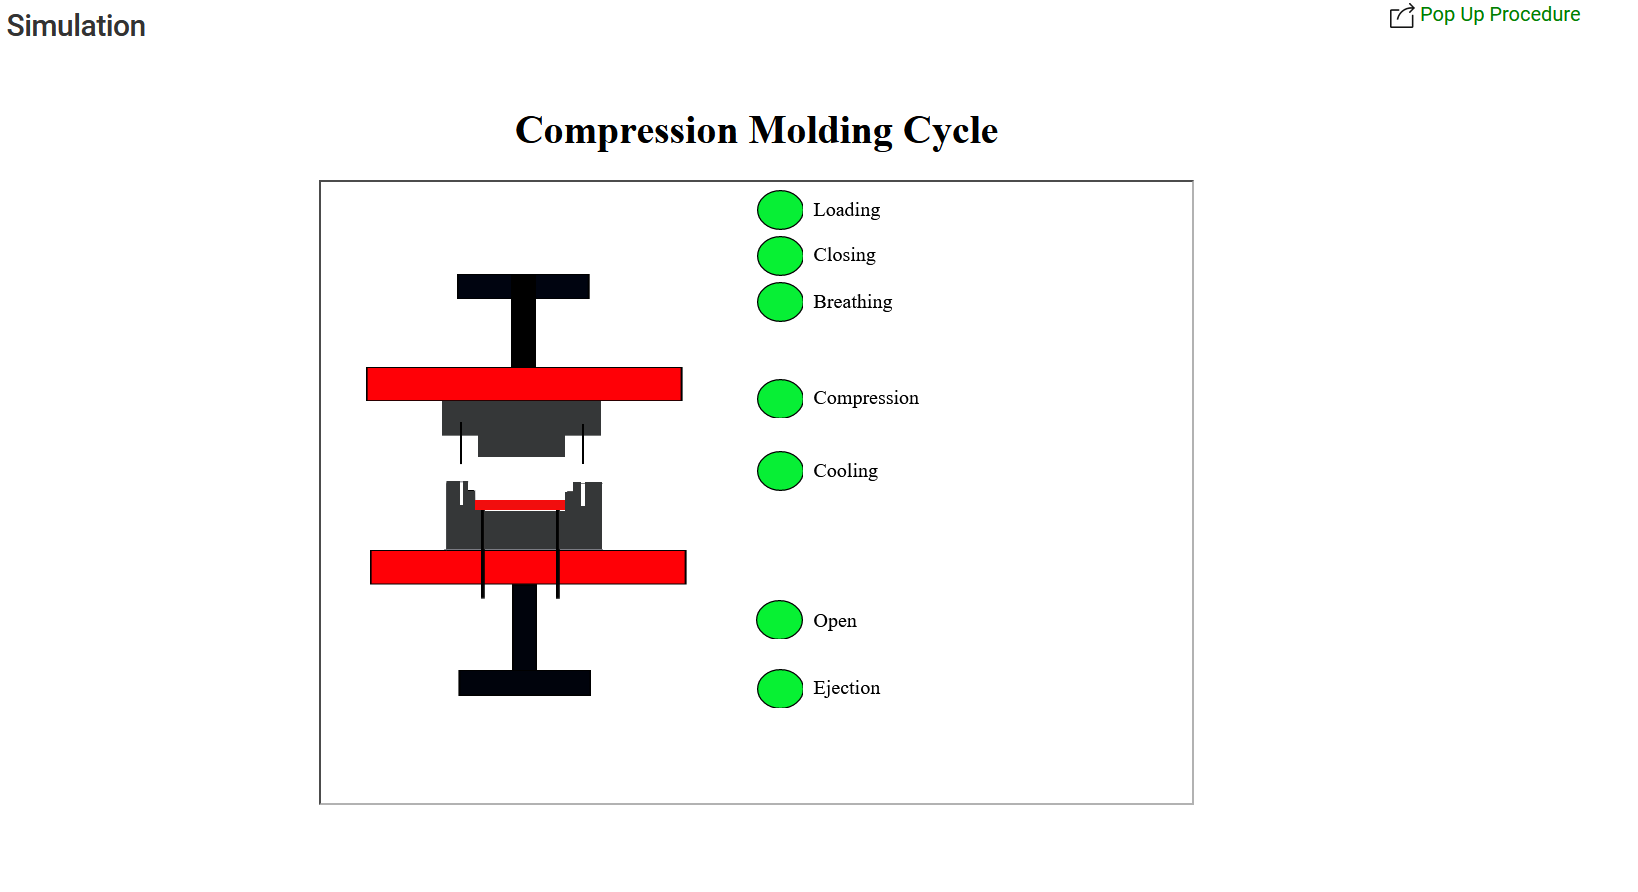 Simulation
Pop Up Procedure
Compression Molding Cycle
Loading
Closing
Breathing
Compression
Cooling
Open
Ejection